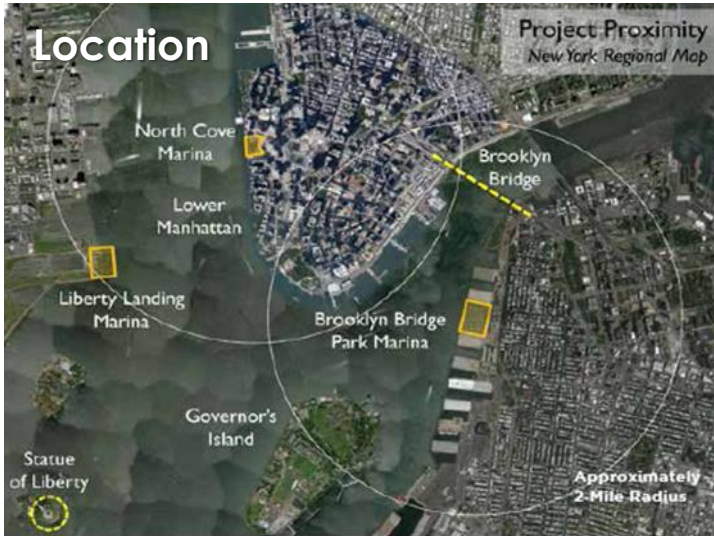 Location
Project Proximity
New York Regional Map
North Cove
Marina
Brooklyn
Bridge
Lower
Manhattan
Liberty Landing
Marina
Brooklyn Bridge
Park Marina
Governor's
Island
Statue
of Liberty
Approximately
2-Mile Radius